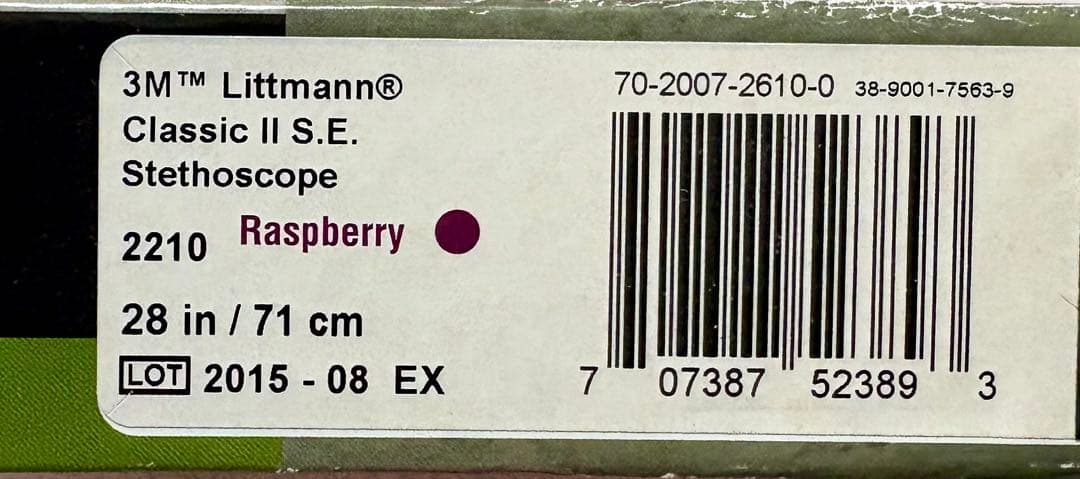 3M™ Littmann®
Classic II S.E.
Stethoscope
2210 Raspberry
28 in / 71 cm
LOT 2015 - 08 EX
70-2007-2610-0 38-9001-7563-9
7 07387 52389 3